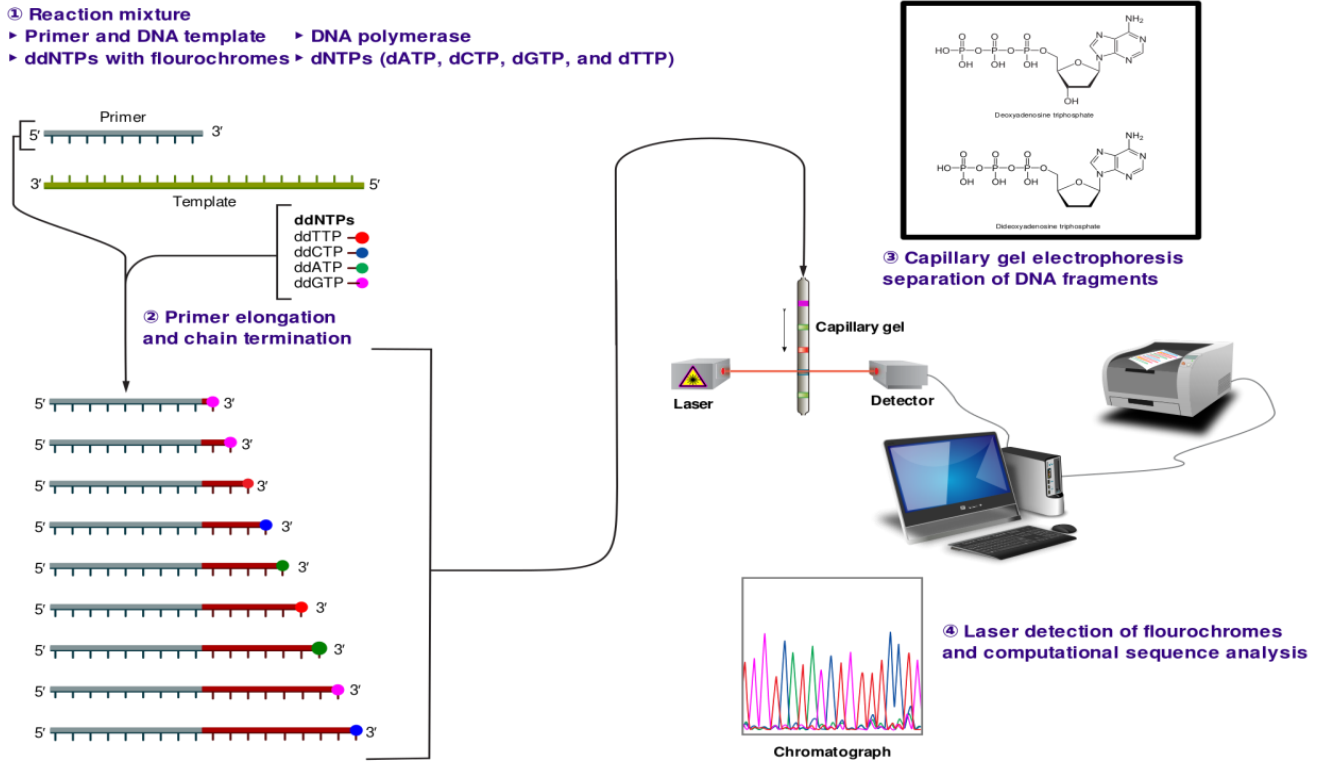 ① Reaction mixture
▸ Primer and DNA template ▸ DNA polymerase
▸ ddNTPs with flourochromes ▸ dNTPs (dATP, dCTP, dGTP, and dTTP)
Primer
5′ 3′
3′ 5′
Template
ddNTPs
ddTTP
ddCTP
ddATP
ddGTP
② Primer elongation
and chain termination
5′ 3′
5′ 3′
5′ 3′
5′ 3′
5′ 3′
5′ 3′
5′ 3′
5′ 3′
5′ 3′
NH₂
O O O N N
HO P O P O P O O N N
OH OH OH
OH
Deoxyadenosine triphosphate
NH₂
O O O N N
HO P O P O P O O N N
OH OH OH
Dideoxyadenosine triphosphate
③ Capillary gel electrophoresis
separation of DNA fragments
Capillary gel
Laser
Detector
④ Laser detection of flourochromes
and computational sequence analysis
Chromatograph